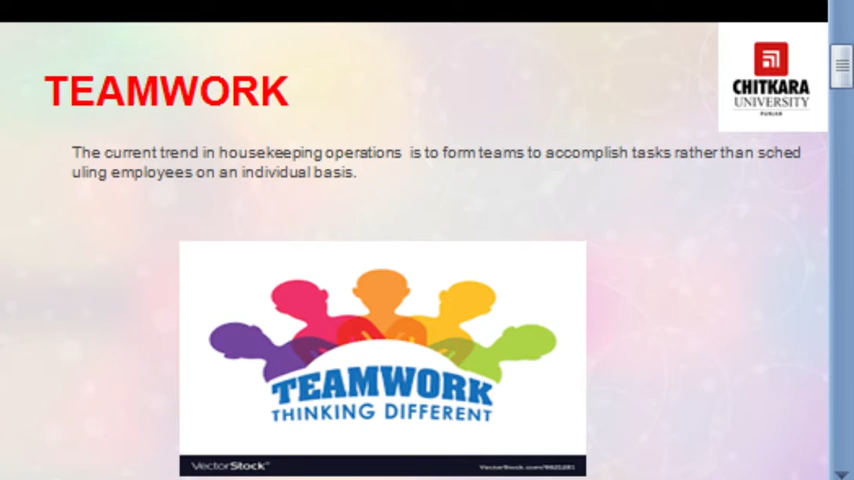 TEAMWORK
CHITKARA
UNIVERSITY
PUNJAB
The current trend in housekeeping operations is to form teams to accomplish tasks rather than sched
uling employees on an individual basis.
TEAMWORK
THINKING DIFFERENT
VectorStock